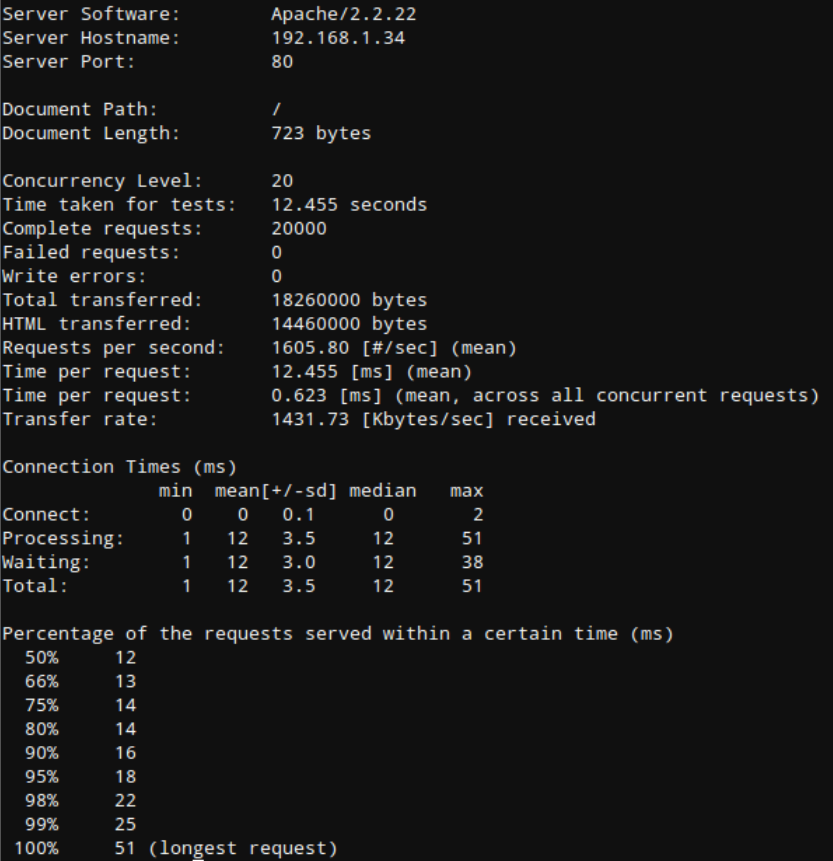 Server Software:        Apache/2.2.22
Server Hostname:        192.168.1.34
Server Port:            80

Document Path:          /
Document Length:        723 bytes

Concurrency Level:      20
Time taken for tests:   12.455 seconds
Complete requests:      20000
Failed requests:        0
Write errors:           0
Total transferred:      18260000 bytes
HTML transferred:       14460000 bytes
Requests per second:    1605.80 [#/sec] (mean)
Time per request:       12.455 [ms] (mean)
Time per request:       0.623 [ms] (mean, across all concurrent requests)
Transfer rate:          1431.73 [Kbytes/sec] received

Connection Times (ms)
              min  mean[+/-sd] median   max
Connect:        0    0   0.1      0       2
Processing:     1   12   3.5     12      51
Waiting:        1   12   3.0     12      38
Total:          1   12   3.5     12      51

Percentage of the requests served within a certain time (ms)
  50%     12
  66%     13
  75%     14
  80%     14
  90%     16
  95%     18
  98%     22
  99%     25
 100%     51 (longest request)